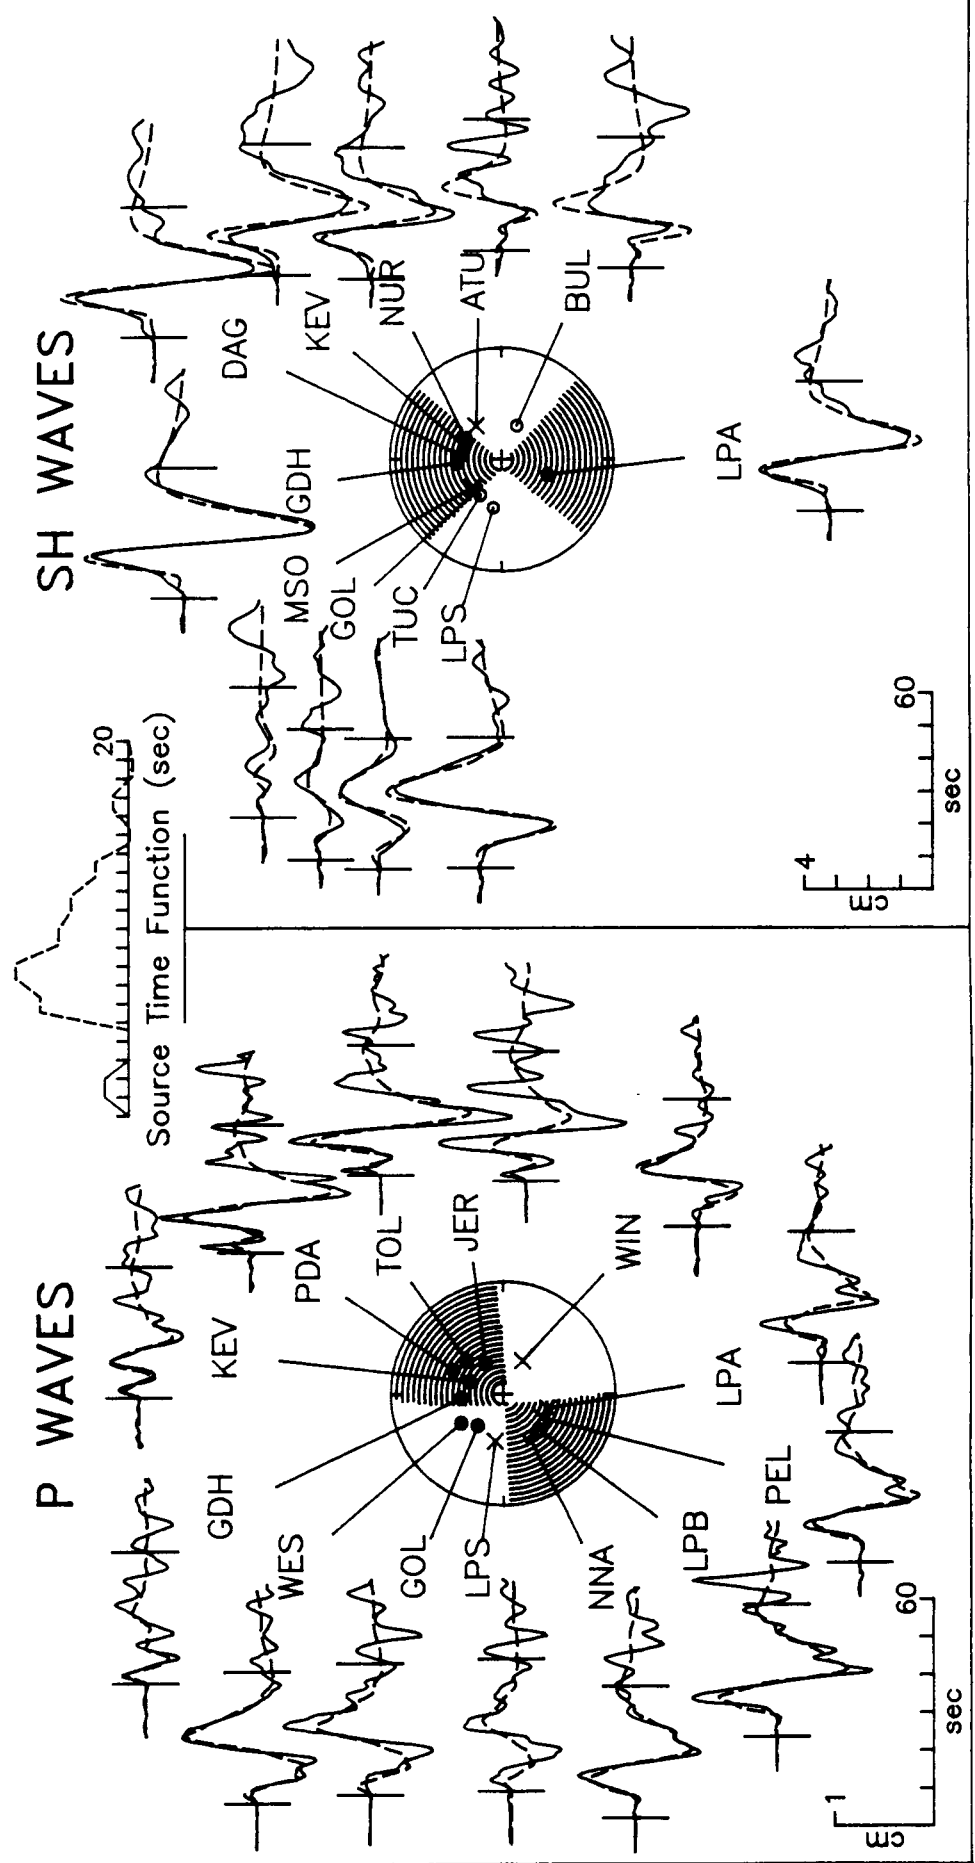 P WAVES
SH WAVES
20
Source Time Function (sec)
GDH
KEV
PDA
TOL
JER
WIN
WES
GOL
LPS
NNA
LPB
PEL
LPA
1
cm
60
sec
MSO
GDH
DAG
KEV
NUR
ATU
BUL
GOL
TUC
LPS
LPA
4
cm
60
sec